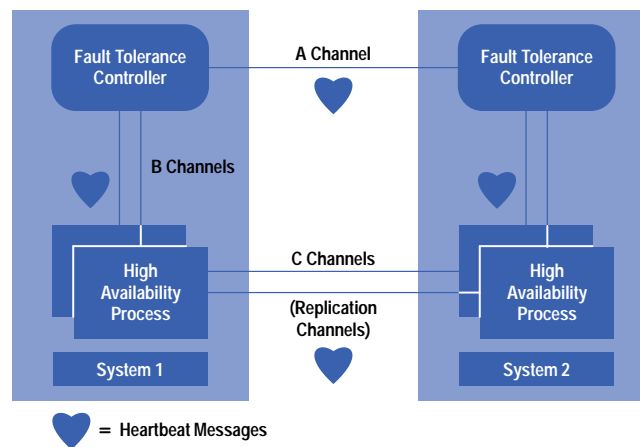 Fault Tolerance
Controller
A Channel
Fault Tolerance
Controller
B Channels
High
Availability
Process
C Channels
(Replication
Channels)
High
Availability
Process
System 1
System 2
= Heartbeat Messages